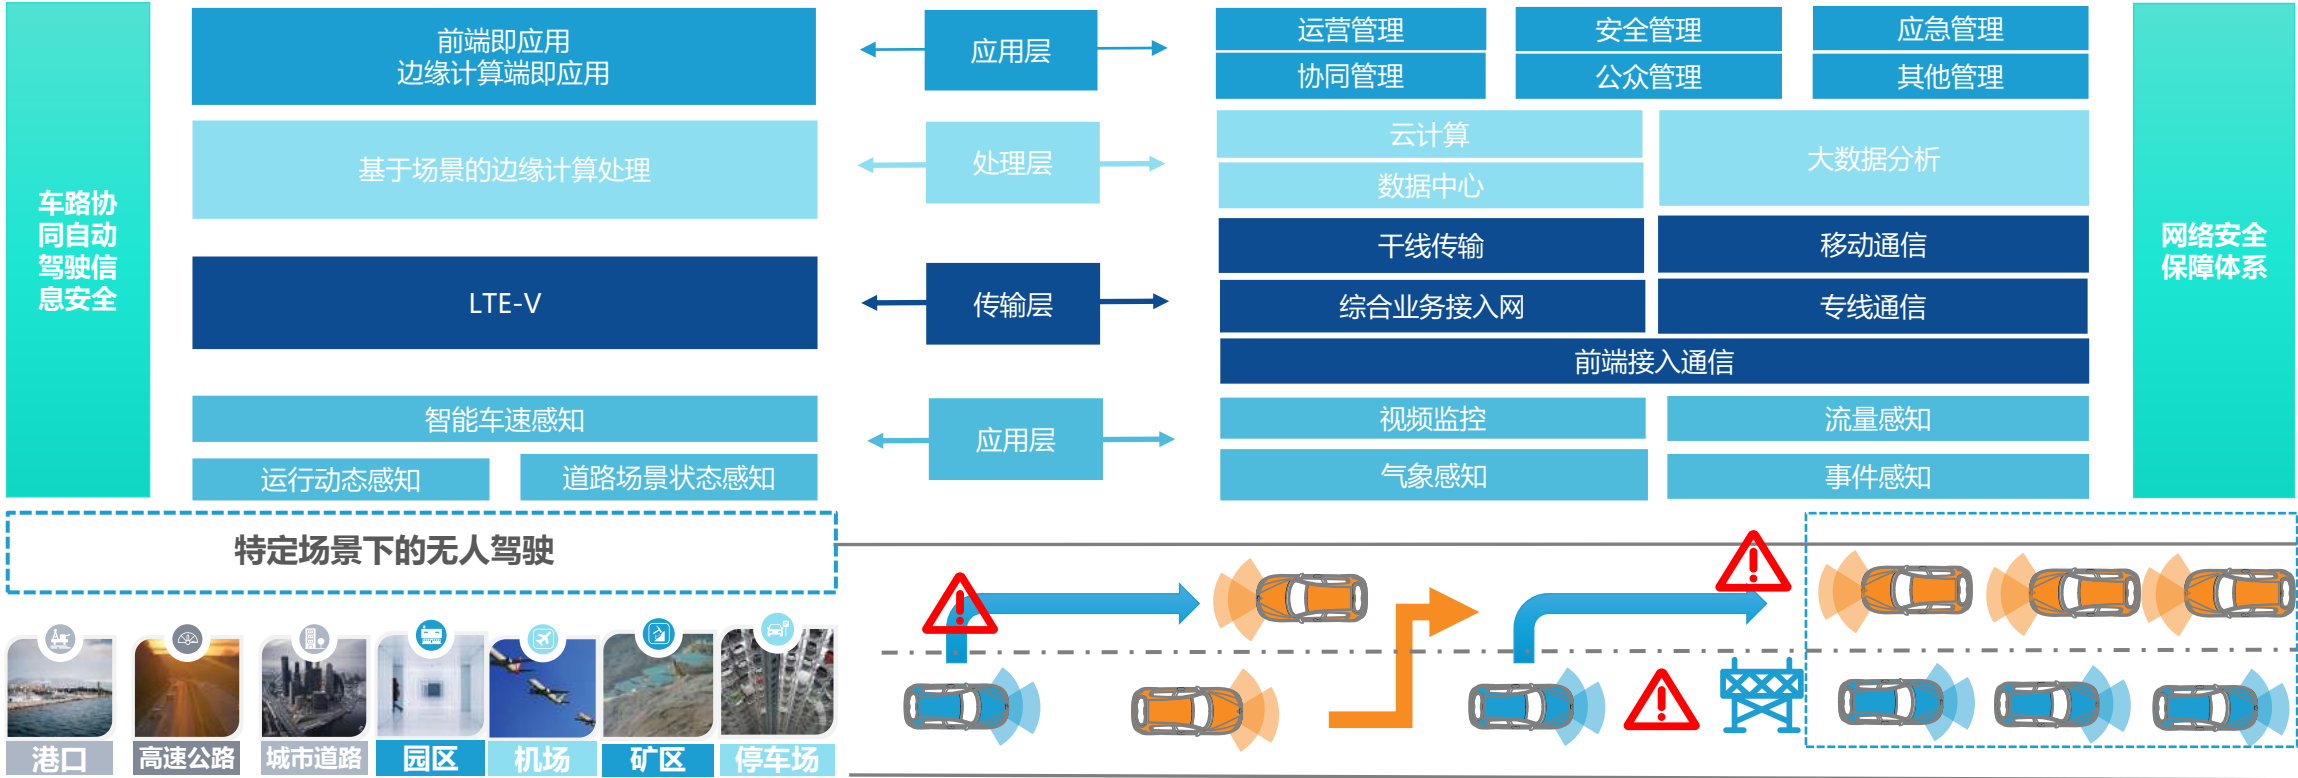 车路协
同自动
驾驶信
息安全
前端即应用
边缘计算端即应用
应用层
运营管理
安全管理
应急管理
协同管理
公众管理
其他管理
基于场景的边缘计算处理
处理层
云计算
数据中心
大数据分析
LTE-V
传输层
干线传输
移动通信
综合业务接入网
专线通信
前端接入通信
智能车速感知
运行动态感知
道路场景状态感知
应用层
视频监控
流量感知
气象感知
事件感知
网络安全
保障体系
特定场景下的无人驾驶
港口
高速公路
城市道路
园区
机场
矿区
停车场